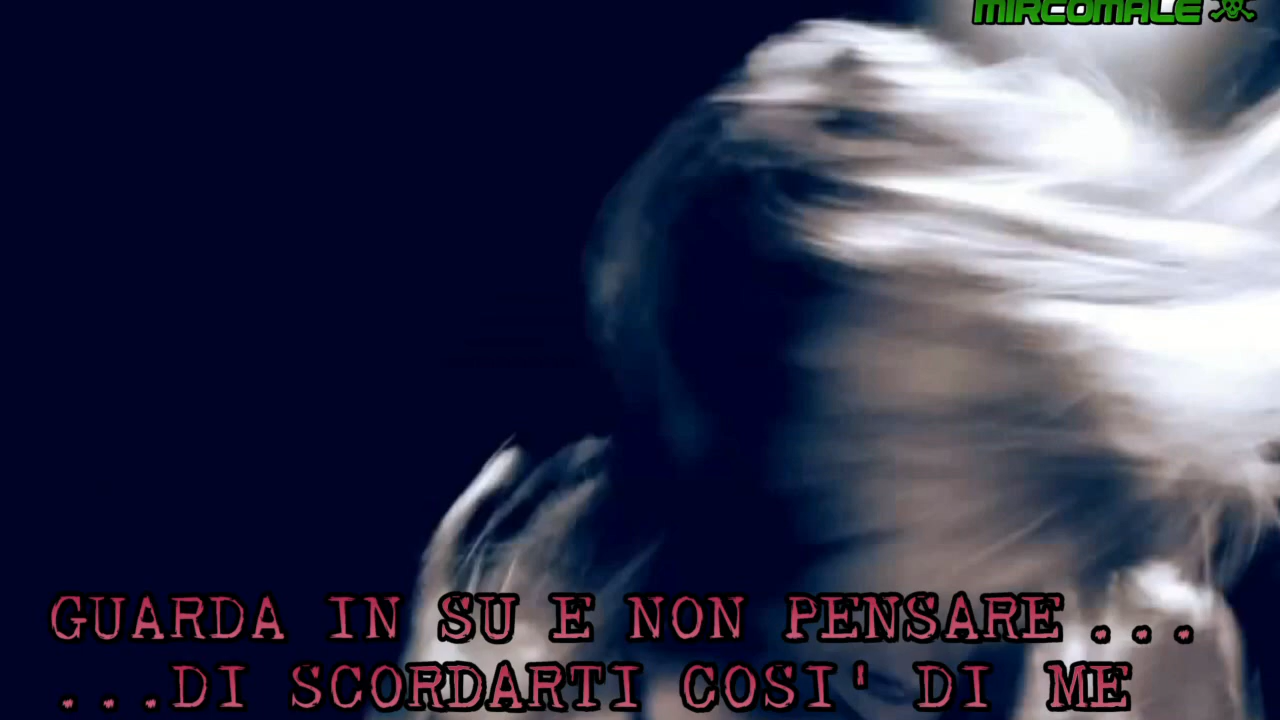 MIRCOMALE
GUARDA IN SU E NON PENSARE...
...DI SCORDARTI COSI' DI ME